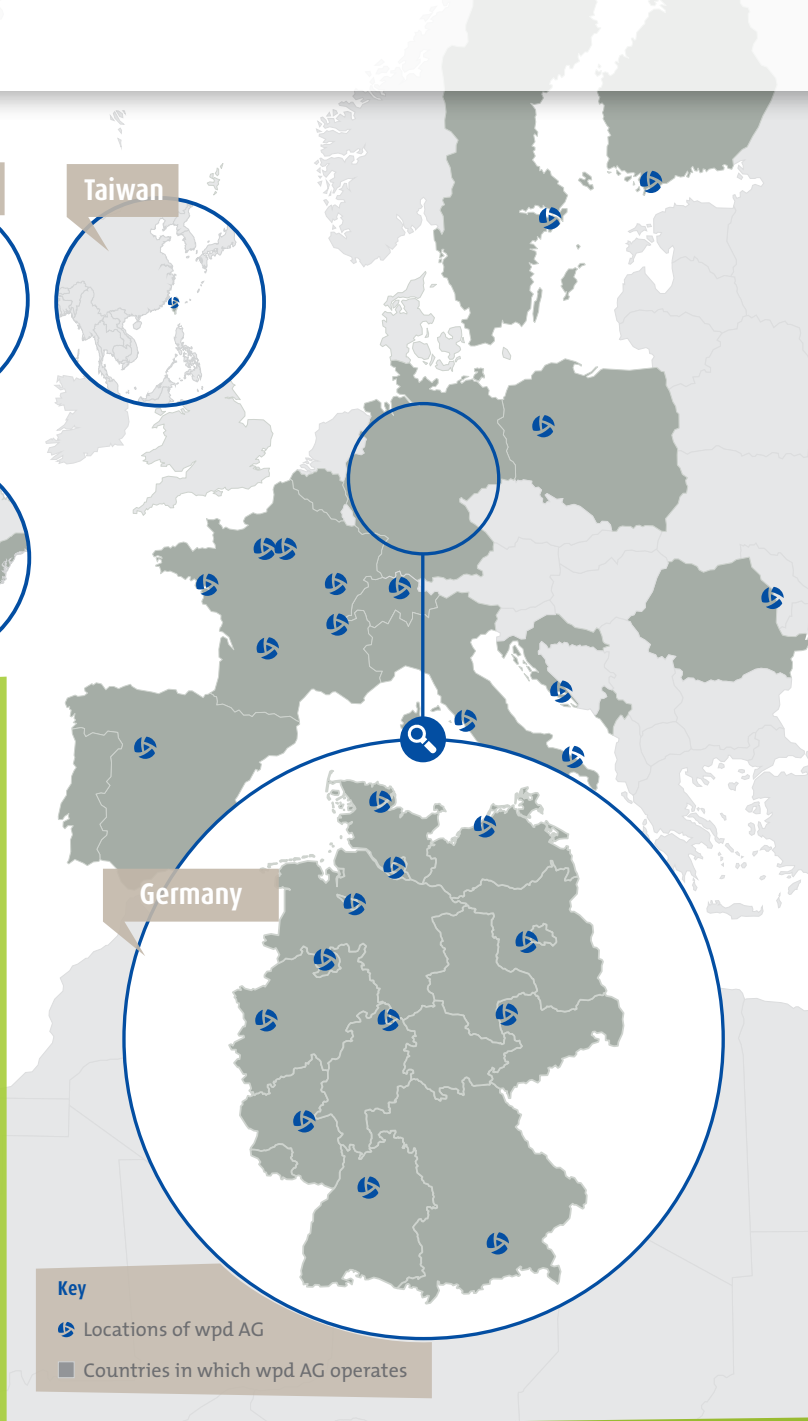 Taiwan
Germany
Key
Locations of wpd AG
Countries in which wpd AG operates